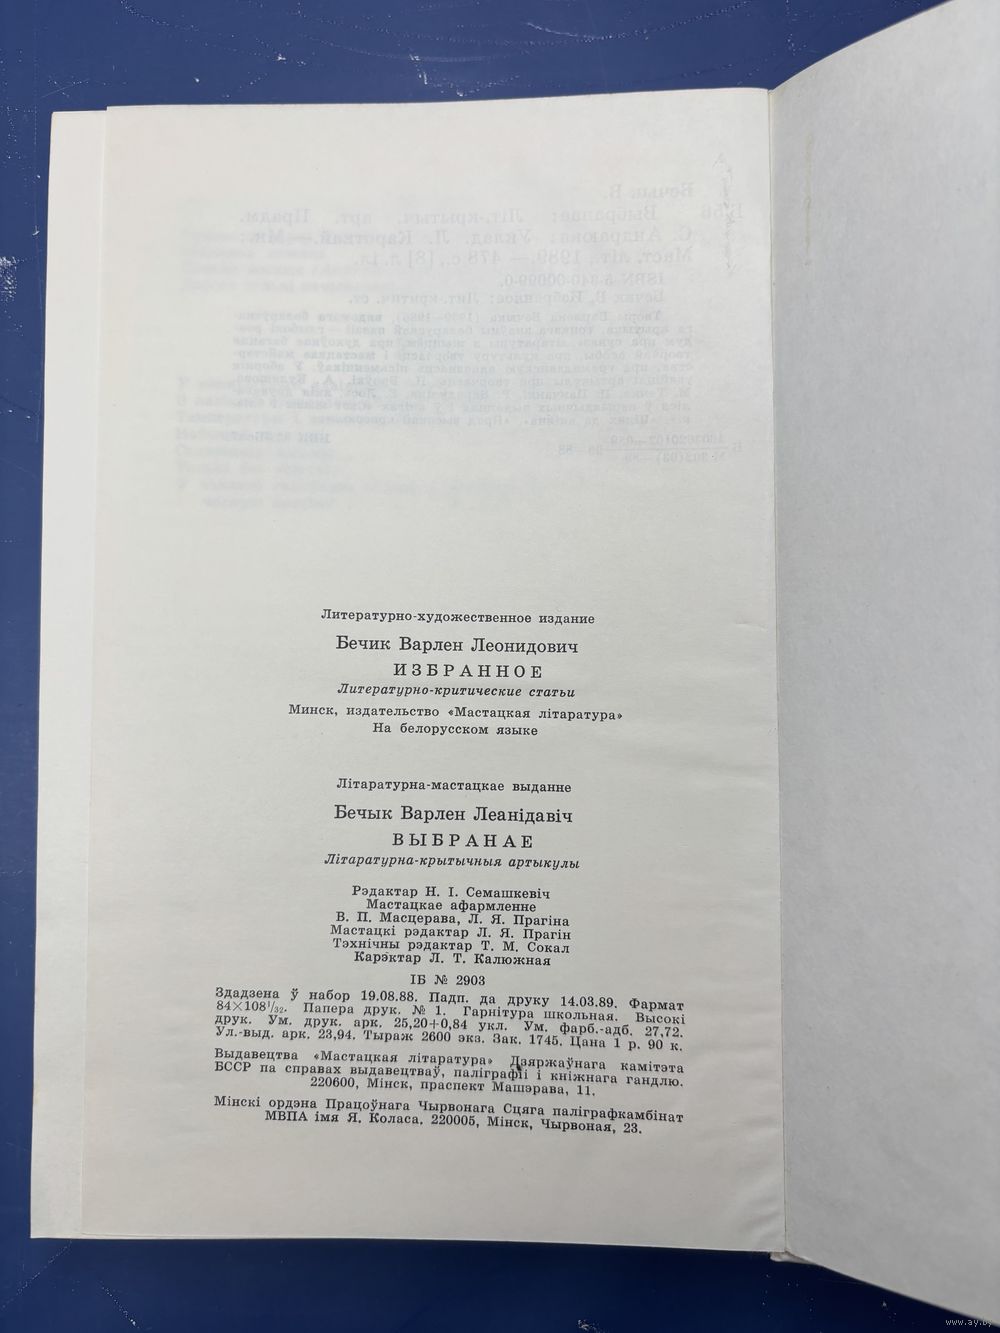 Литературно-художественное издание
Бечик Варлен Леонидович
ИЗБРАННОЕ
Литературно-критические статьи
Минск, издательство «Мастацкая літаратура»
На белорусском языке
Літаратурна-мастацкае выданне
Бечык Варлен Леанідавіч
ВЫБРАНАЕ
Літаратурна-крытычныя артыкулы
Рэдактар Н. І. Семашкевіч
Мастацкае афармленне
В. П. Масцерава, Л. Я. Прагіна
Мастацкі рэдактар Л. Я. Прагін
Тэхнічны рэдактар Т. М. Сокал
Карэктар Л. Т. Калюжная
ІБ № 2903
Здадзена ў набор 19.08.88. Падп. да друку 14.03.89. Фармат
84×108¹/₃₂. Папера друк. № 1. Гарнітура школьная. Высокі
друк. Ум. друк. арк. 25,20+0,84 укл. Ум. фарб.-адб. 27,72.
Ул.-выд. арк. 23,94. Тыраж 2600 экз. Зак. 1745. Цана 1 р. 90 к.
Выдавецтва «Мастацкая літаратура» Дзяржаўнага камітэта
БССР па справах выдавецтваў, паліграфіі і кніжнага гандлю.
220600, Мінск, праспект Машэрава, 11.
Мінскі ордэна Працоўнага Чырвонага Сцяга паліграфкамбінат
МВПА імя Я. Коласа. 220005, Мінск, Чырвоная, 23.
www.ay.by